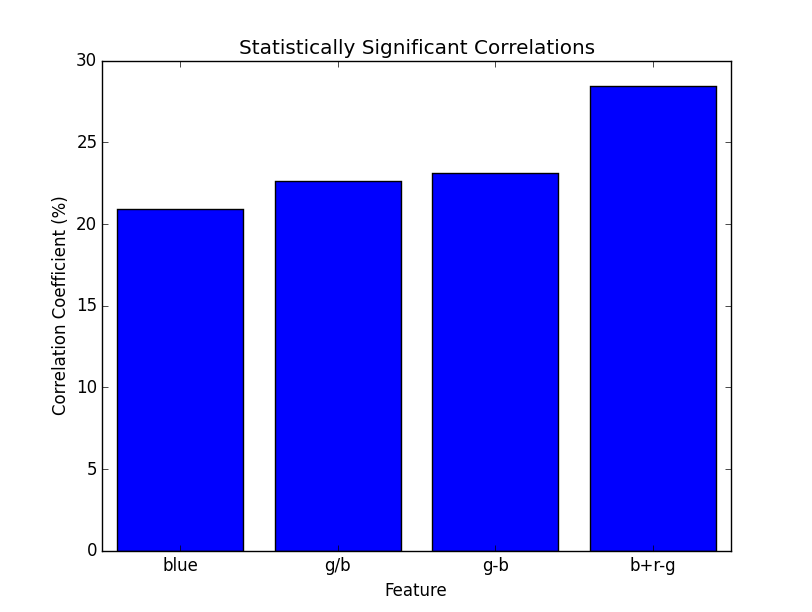 Statistically Significant Correlations
Correlation Coefficient (%)
30
25
20
15
10
5
0
blue g/b g-b b+r-g
Feature